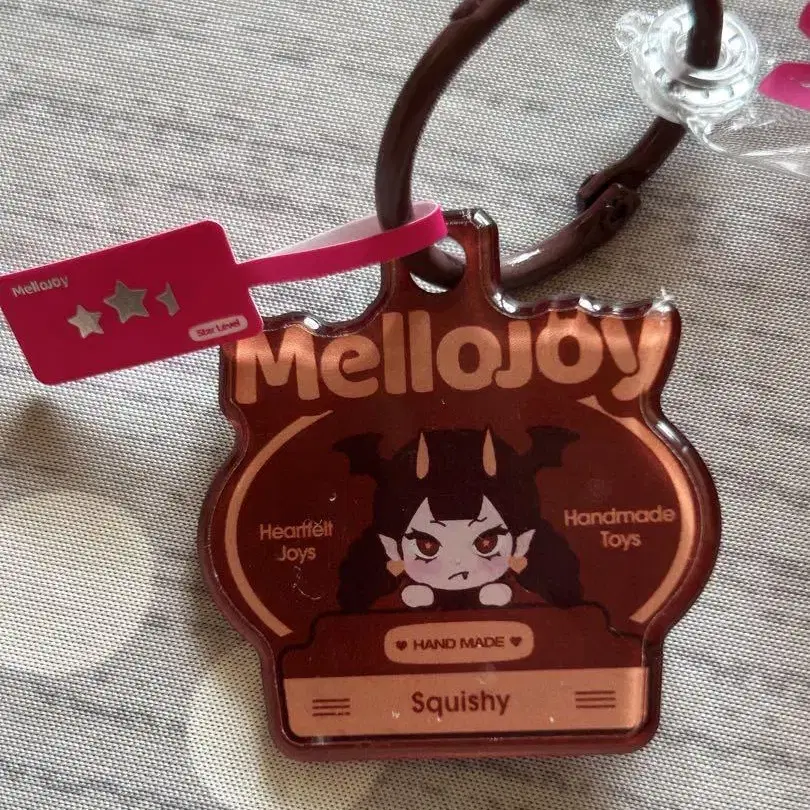 MelloJoy
Star Level
MelloJoy
Heartfelt
Joys
Handmade
Toys
♥ HAND MADE ♥
Squishy